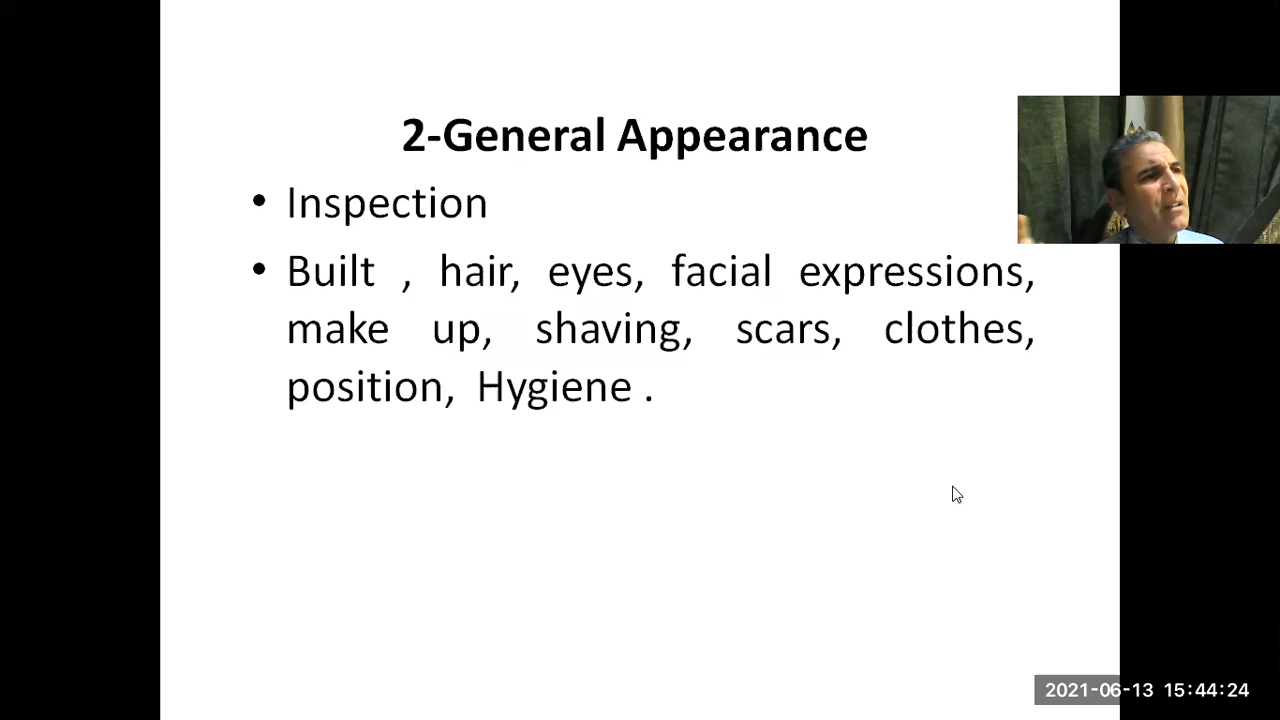 2-General Appearance
• Inspection
• Built , hair, eyes, facial expressions,
make up, shaving, scars, clothes,
position, Hygiene .
2021-06-13 15:44:24